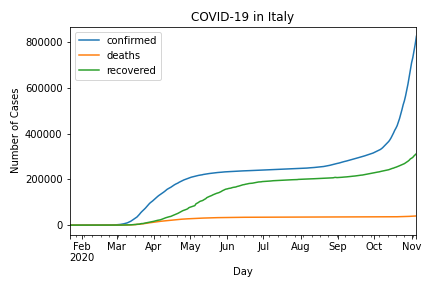 COVID-19 in Italy
confirmed
deaths
recovered
Number of Cases
800000
600000
400000
200000
0
Feb Mar Apr May Jun Jul Aug Sep Oct Nov
2020
Day